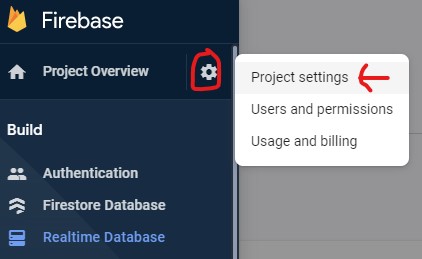 Firebase
Project Overview
Project settings
Users and permissions
Usage and billing
Build
Authentication
Firestore Database
Realtime Database